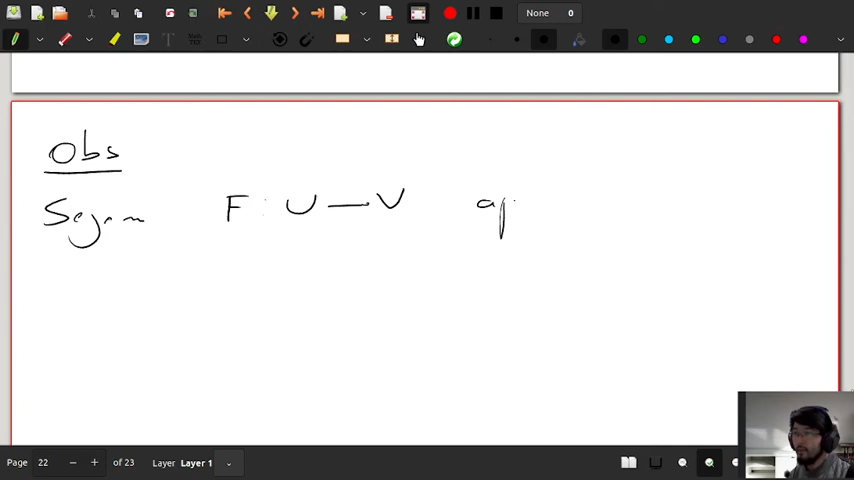 None 0
Obs
Sejam F: U — V ap
Page 22 of 23 Layer Layer 1